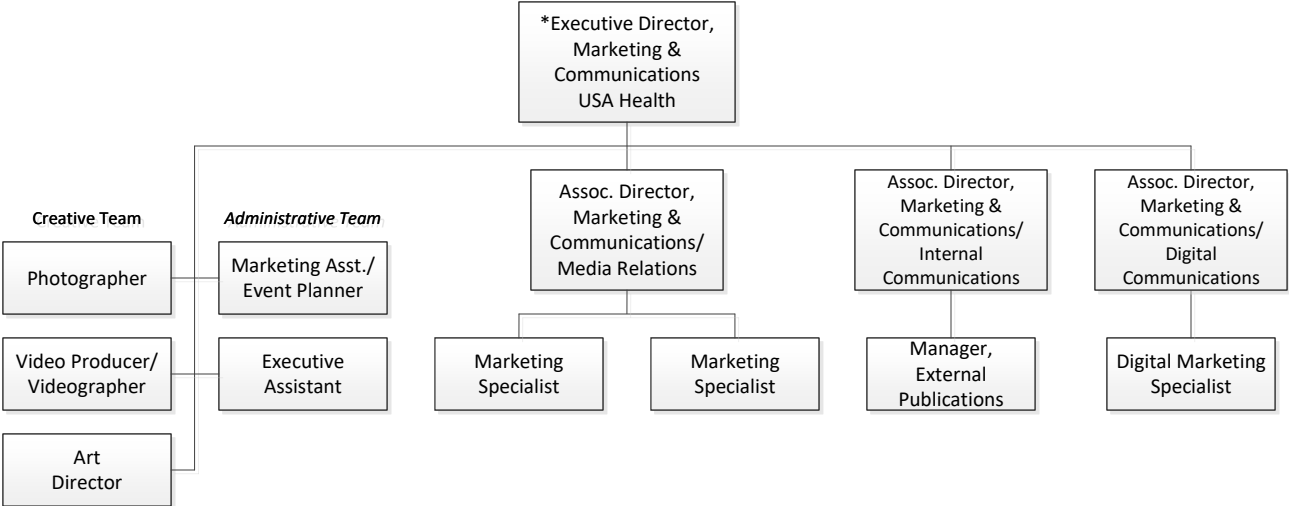 *Executive Director,
Marketing &
Communications
USA Health
Assoc. Director,
Marketing &
Communications/
Media Relations
Assoc. Director,
Marketing &
Communications/
Internal
Communications
Assoc. Director,
Marketing &
Communications/
Digital
Communications
Creative Team
Administrative Team
Photographer
Marketing Asst./
Event Planner
Video Producer/
Videographer
Executive
Assistant
Art
Director
Marketing
Specialist
Marketing
Specialist
Manager,
External
Publications
Digital Marketing
Specialist